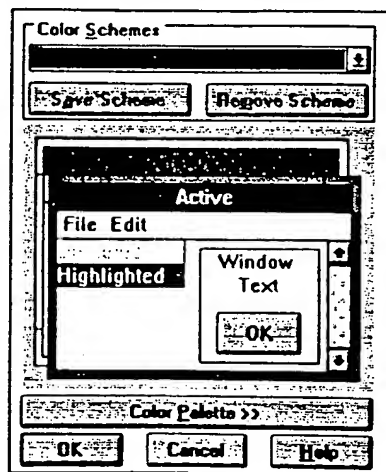 Color Schemes
Save Scheme Remove Scheme
Active
File Edit
Highlighted
Window
Text
OK
Color Palette >>
OK Cancel Help